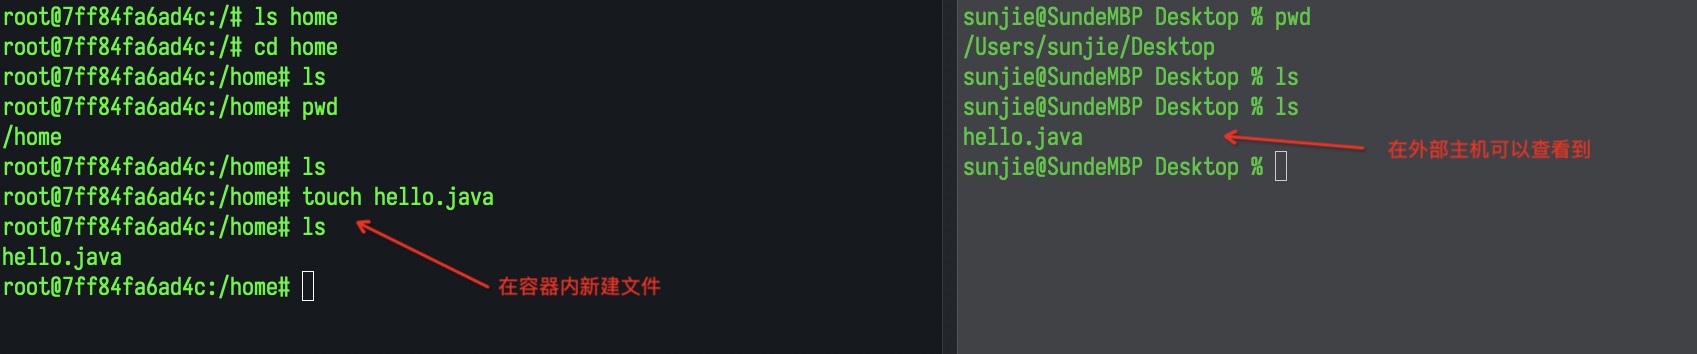 root@7ff84fa6ad4c:/# ls home
root@7ff84fa6ad4c:/# cd home
root@7ff84fa6ad4c:/home# ls
root@7ff84fa6ad4c:/home# pwd
/home
root@7ff84fa6ad4c:/home# ls
root@7ff84fa6ad4c:/home# touch hello.java
root@7ff84fa6ad4c:/home# ls
hello.java
root@7ff84fa6ad4c:/home#
在容器内新建文件
sunjie@SundeMBP Desktop % pwd
/Users/sunjie/Desktop
sunjie@SundeMBP Desktop % ls
sunjie@SundeMBP Desktop % ls
hello.java
在外部主机可以查看到
sunjie@SundeMBP Desktop %